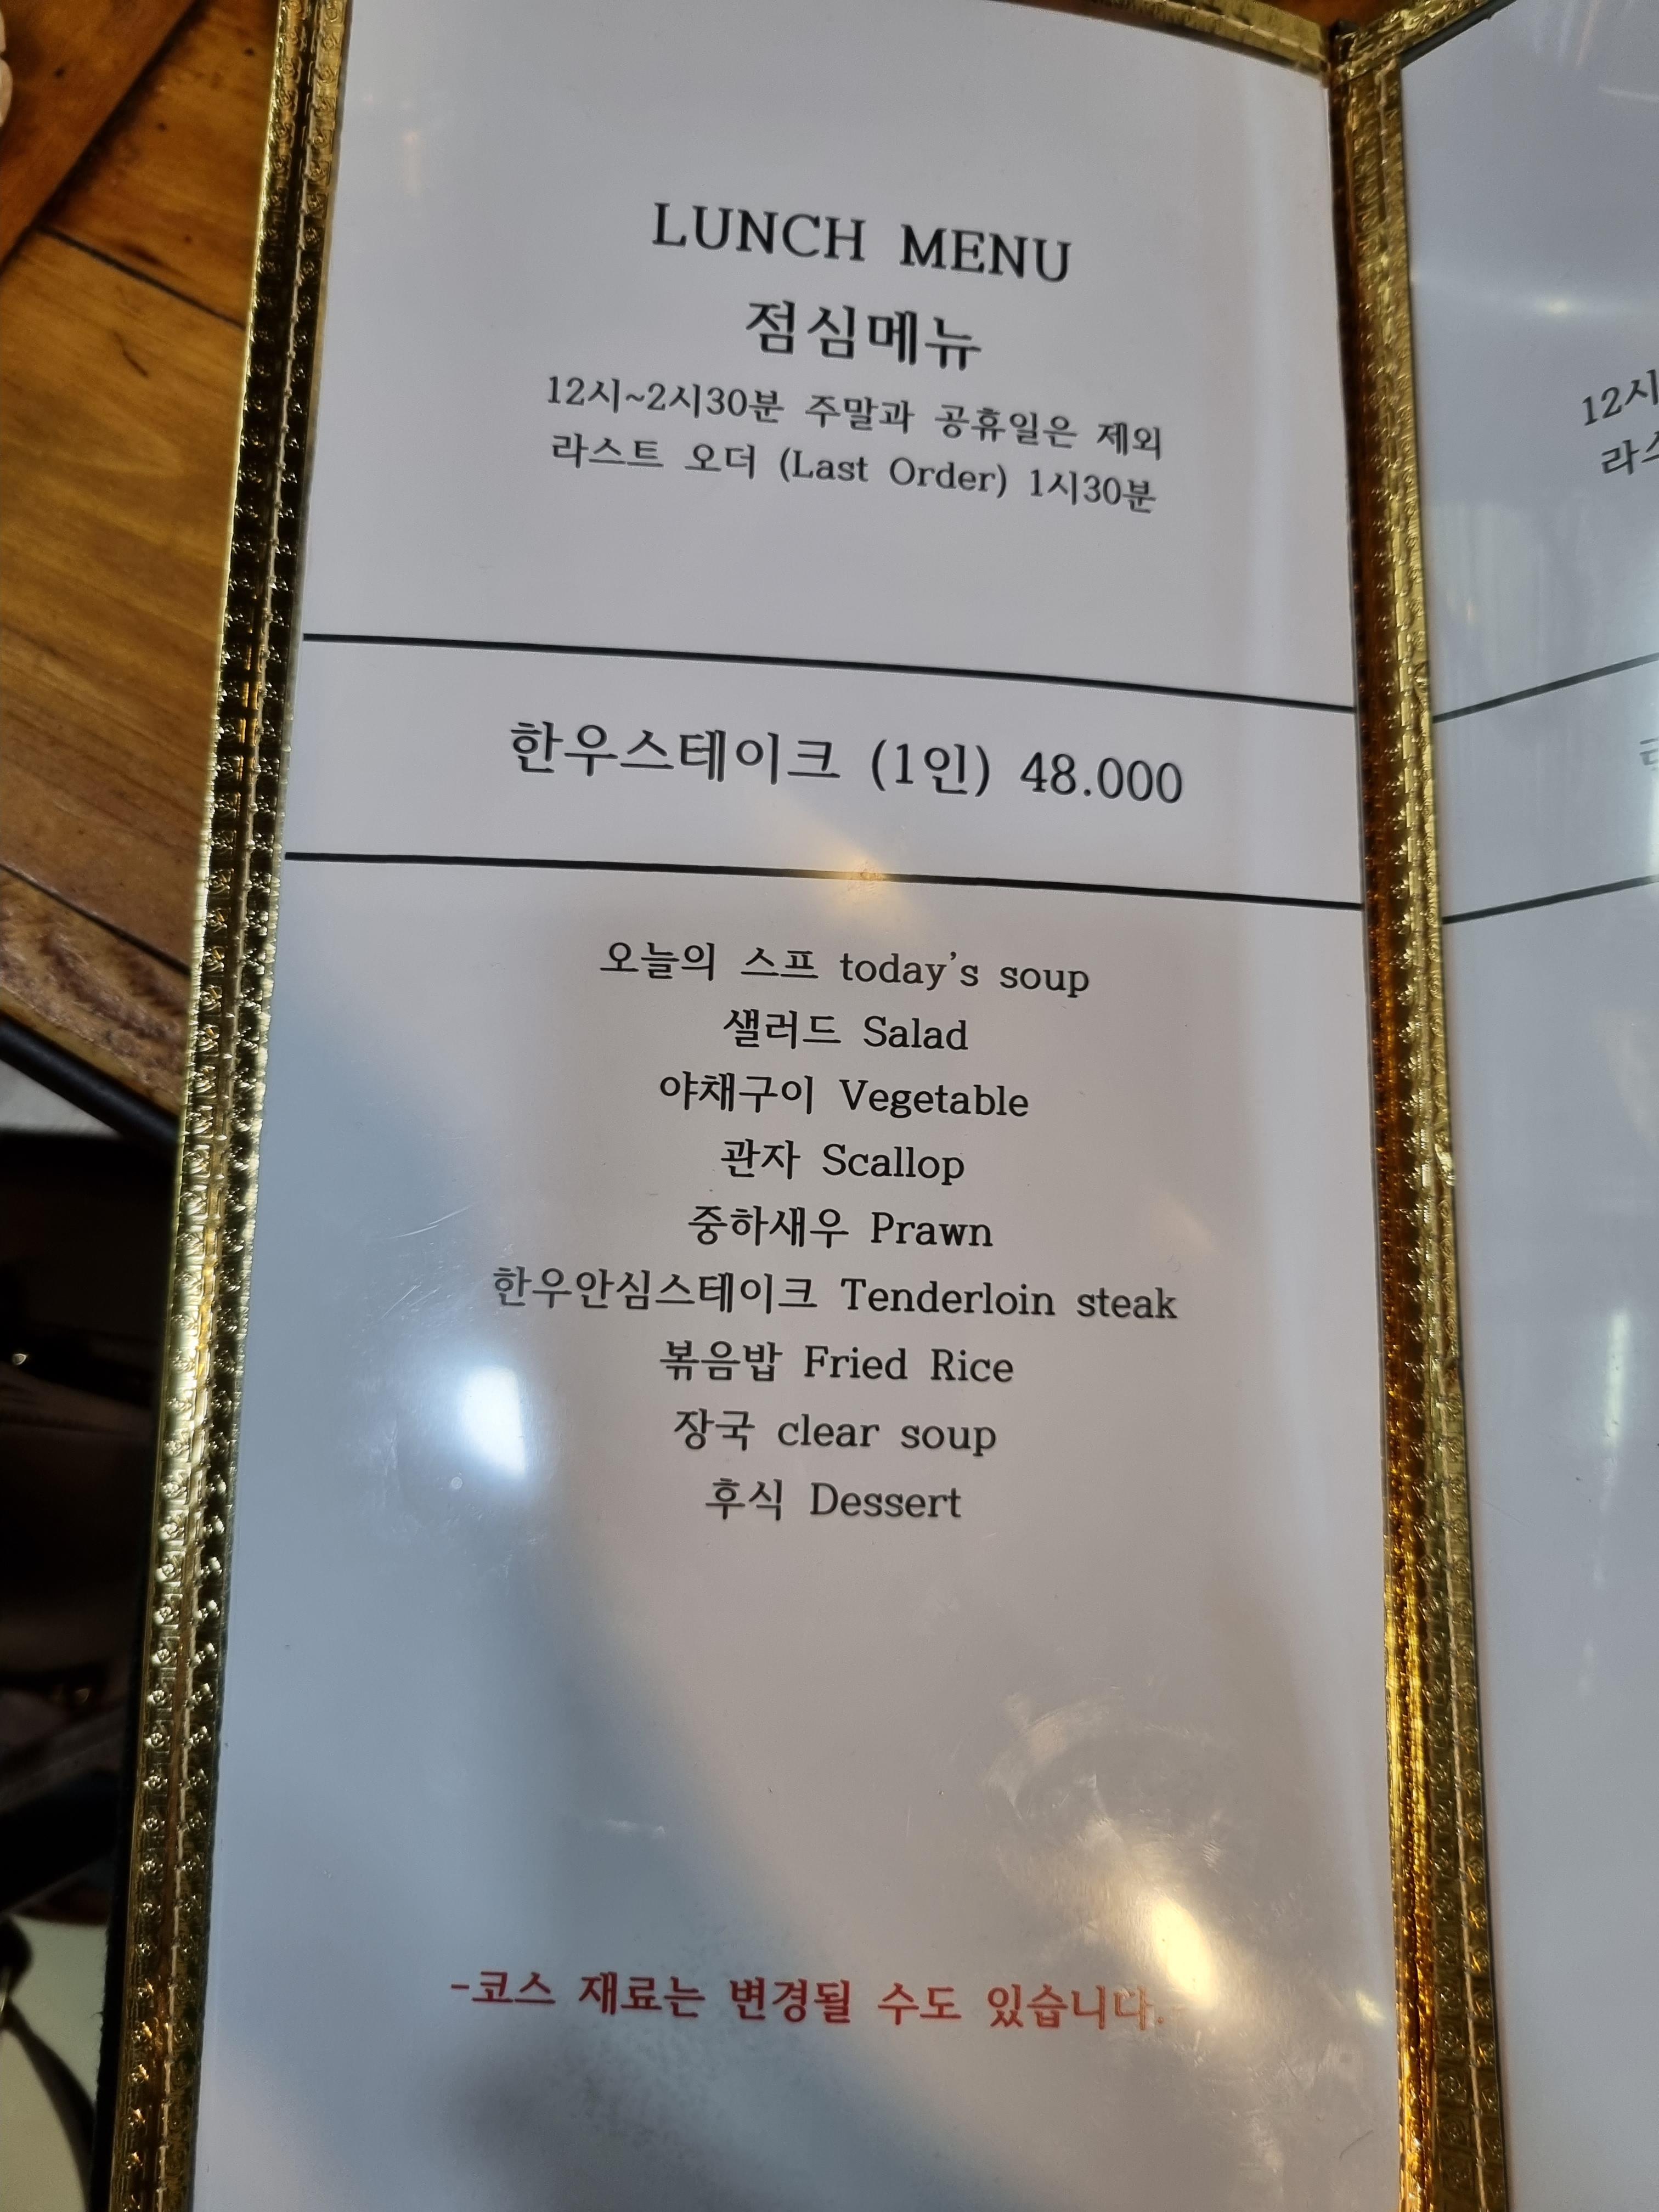 LUNCH MENU
점심메뉴
12시~2시30분 주말과 공휴일은 제외
라스트 오더 (Last Order) 1시30분
한우스테이크 (1인) 48.000
오늘의 스프 today's soup
샐러드 Salad
야채구이 Vegetable
관자 Scallop
중하새우 Prawn
한우안심스테이크 Tenderloin steak
볶음밥 Fried Rice
장국 clear soup
후식 Dessert
-코스 재료는 변경될 수도 있습니다.-
12시